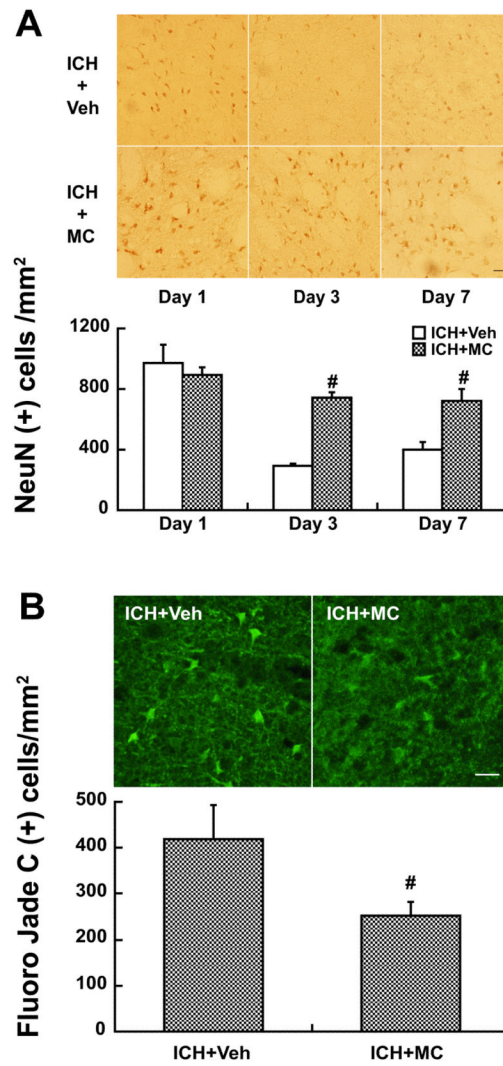 A
ICH
+
Veh
ICH
+
MC
Day 1 Day 3 Day 7
NeuN (+) cells /mm²
1200
800
400
0
ICH+Veh
ICH+MC
# #
Day 1 Day 3 Day 7
B
ICH+Veh ICH+MC
Fluoro Jade C (+) cells/mm²
500
400
300
200
100
0
#
ICH+Veh ICH+MC